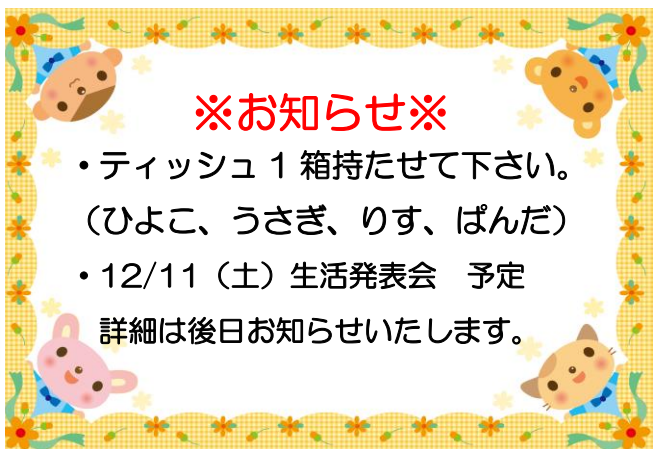 ※お知らせ※
・ティッシュ1箱持たせて下さい。
（ひよこ、うさぎ、りす、ぱんだ）
・12/11（土）生活発表会　予定
詳細は後日お知らせいたします。